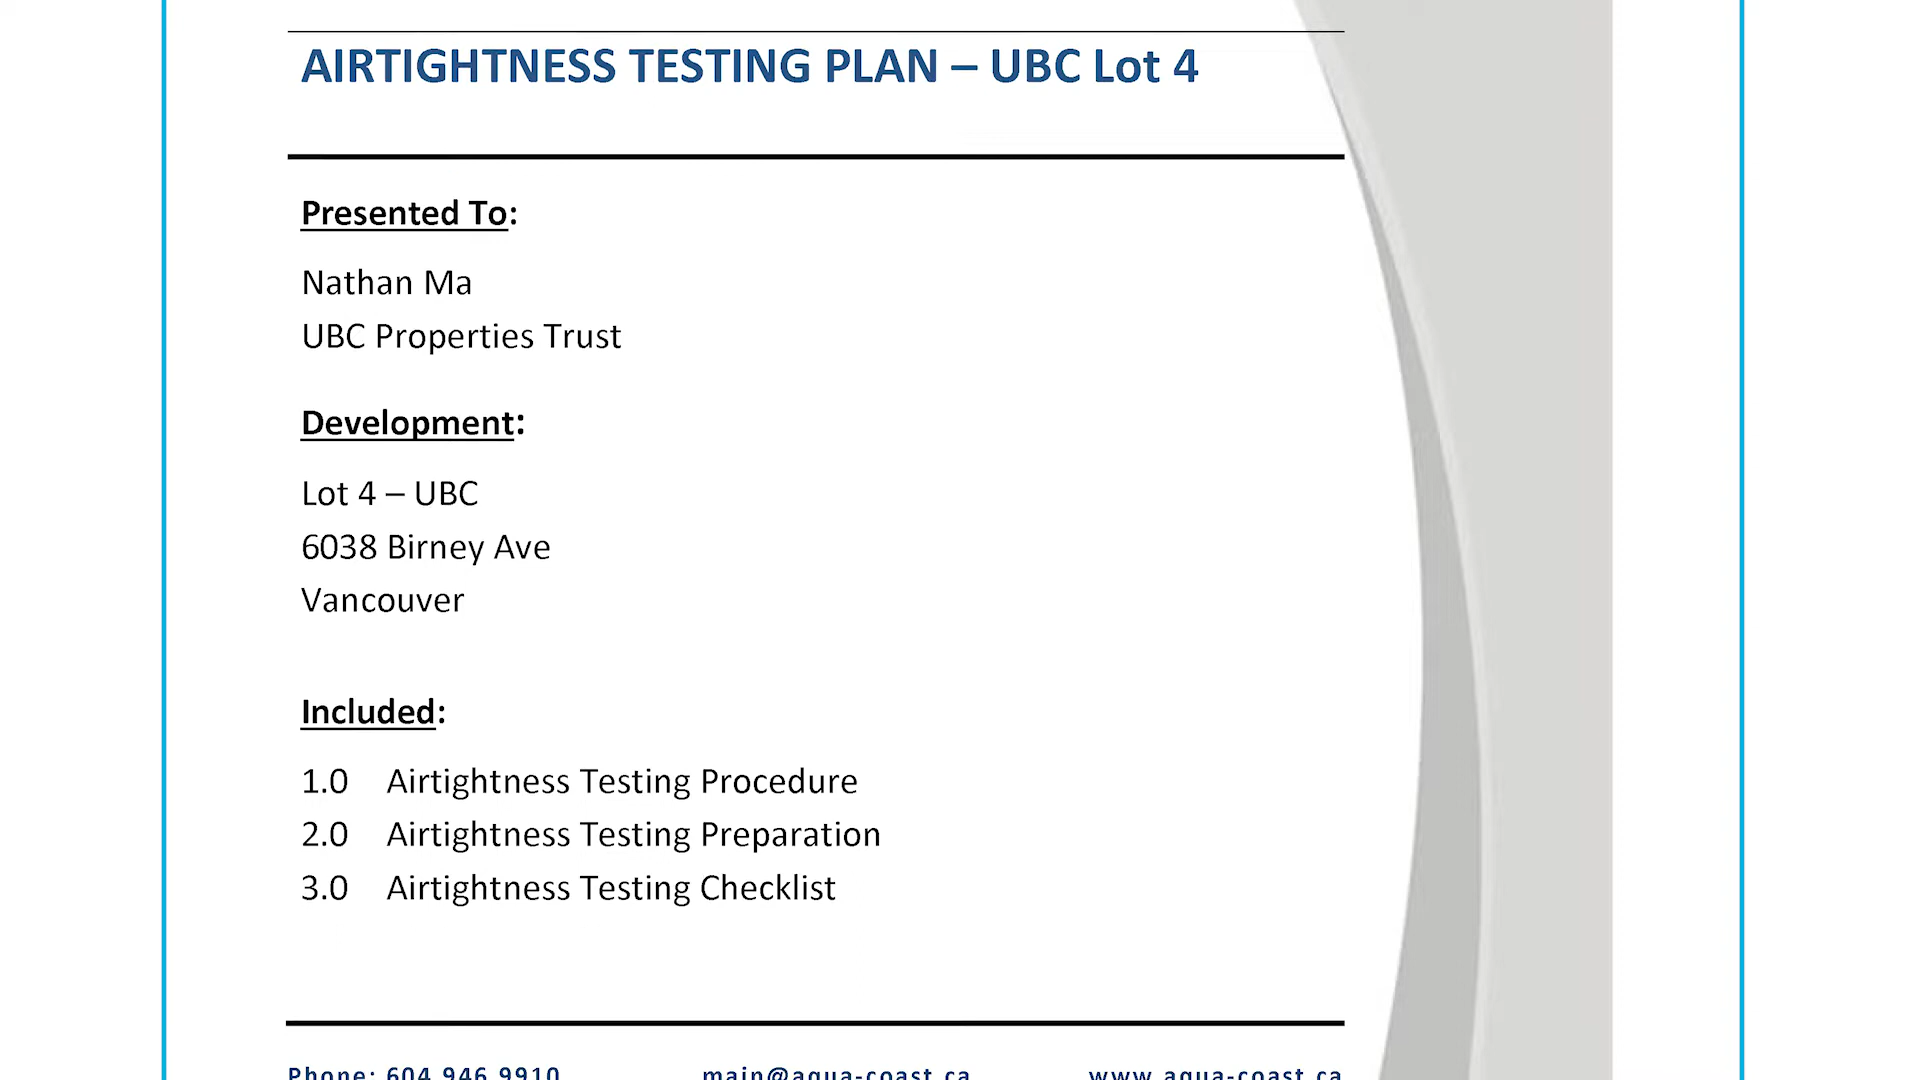 AIRTIGHTNESS TESTING PLAN – UBC Lot 4
Presented To:
Nathan Ma
UBC Properties Trust
Development:
Lot 4 – UBC
6038 Birney Ave
Vancouver
Included:
1.0 Airtightness Testing Procedure
2.0 Airtightness Testing Preparation
3.0 Airtightness Testing Checklist
Phone: 604.946.9910 main@aqua-coast.ca www.aqua-coast.ca